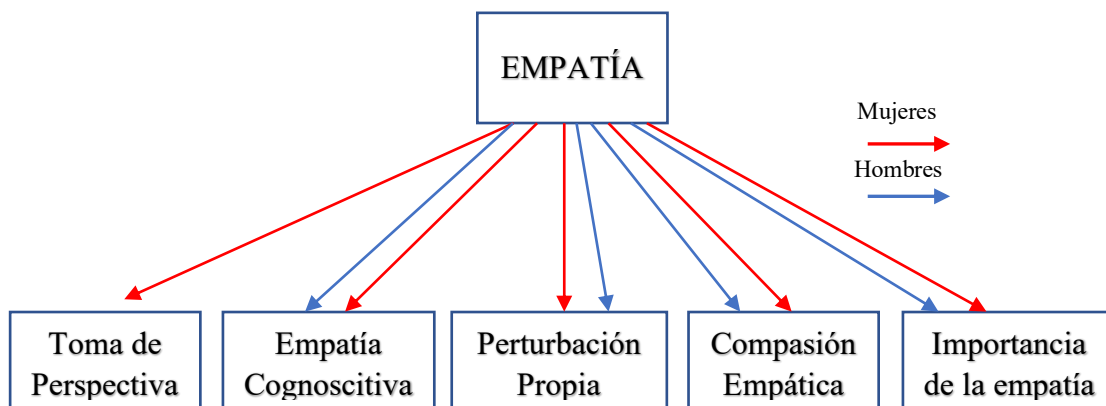 EMPATÍA
Mujeres
Hombres
Toma de
Perspectiva
Empatía
Cognoscitiva
Perturbación
Propia
Compasión
Empática
Importancia
de la empatía